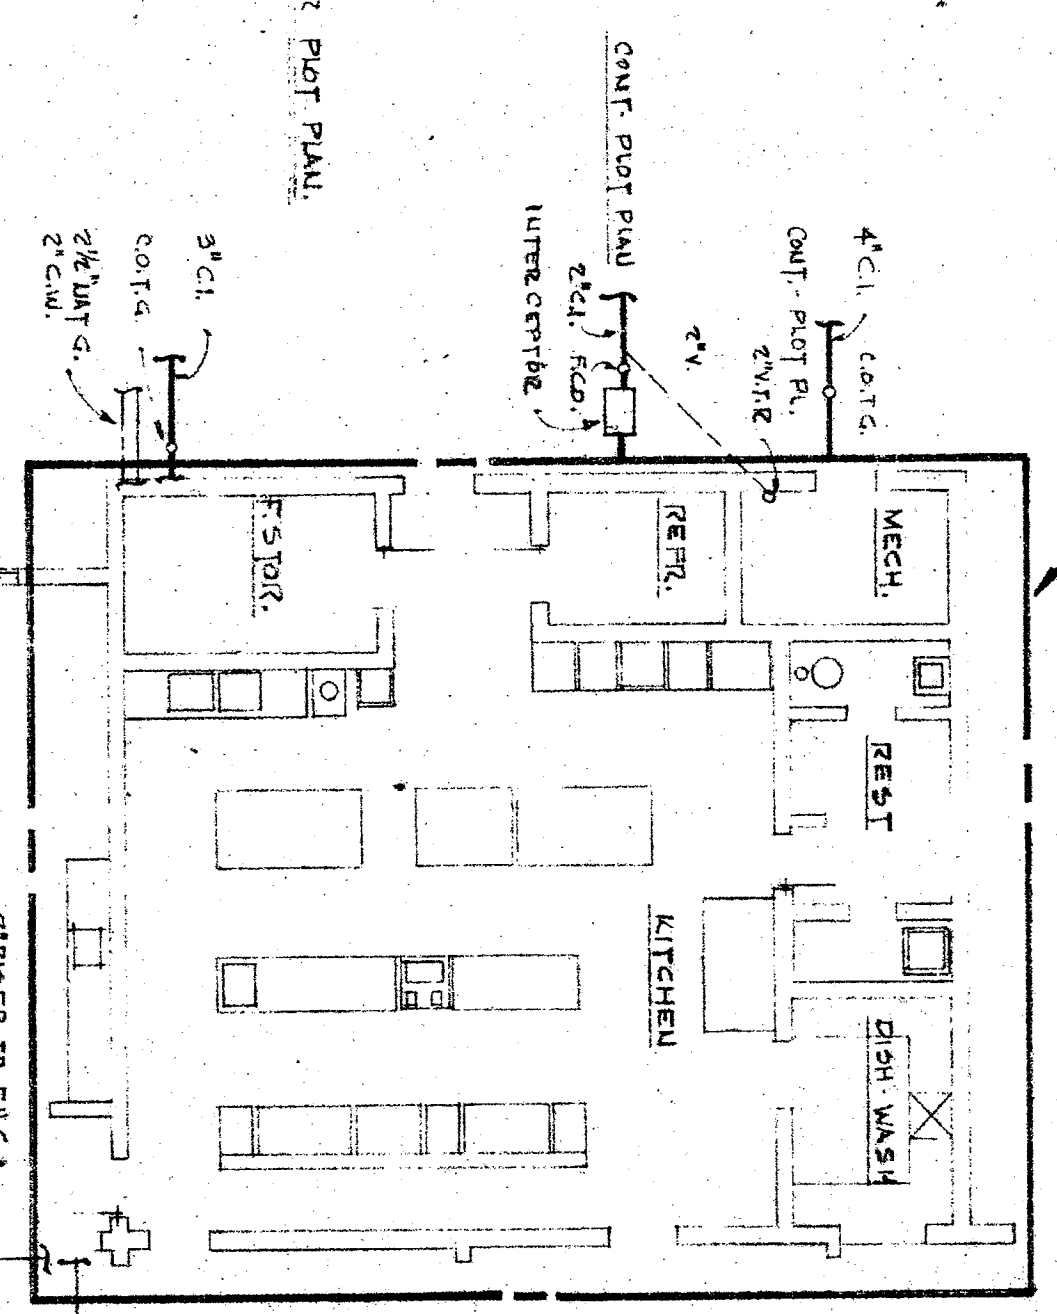 4"C.I. C.O.T.G.
CONT.-PLOT PL.
2"V.T.R
2"V.
CONT- PLOT PLAN
2"C.I. F.C.O.
INTERCEPTOR
PLOT PLAN.
3"C.I.
C.O.T.G.
2½"NAT G.
2"C.W.
MECH.
REFR.
F.STOR.
REST
KITCHEN
DISH-WASH